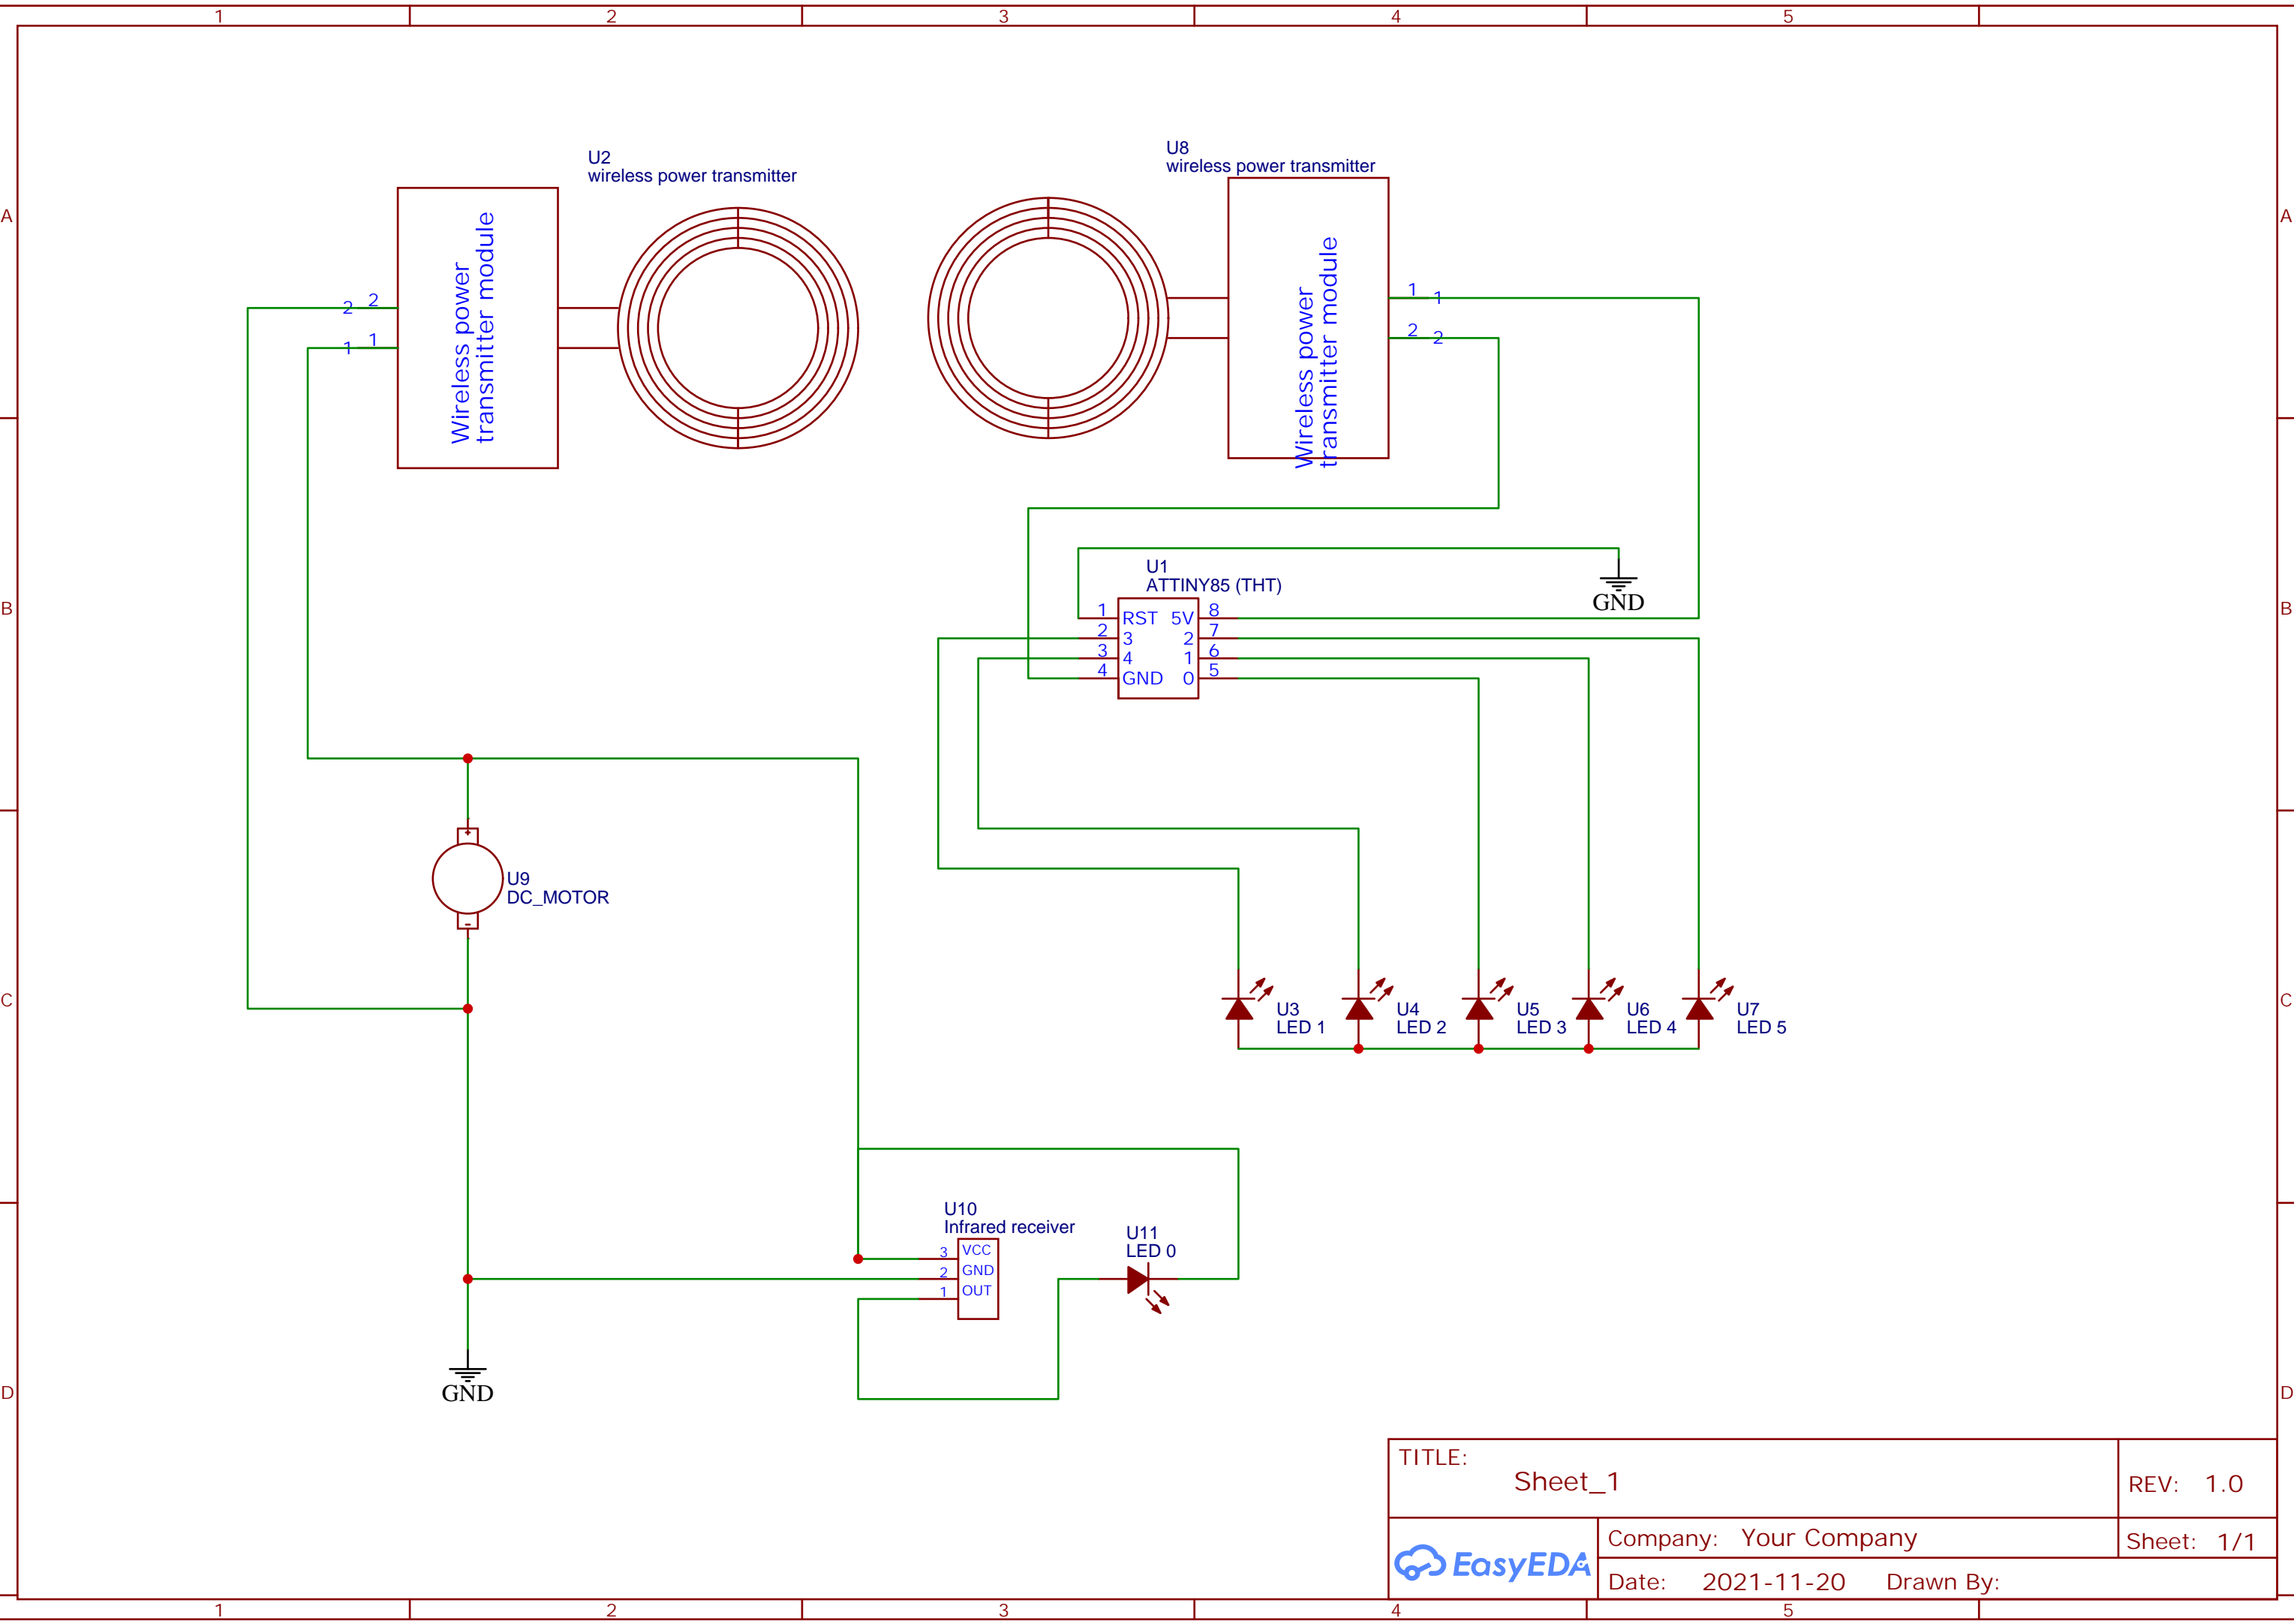 1 2 3 4 5
A A
B B
C C
D D
U2
wireless power transmitter
Wireless power
transmitter module
2 2
1 1
U8
wireless power transmitter
Wireless power
transmitter module
1 1
2 2
GND
U1
ATTINY85 (THT)
1 RST 5V 8
2 3 2 7
3 4 1 6
4 GND 0 5
+
-
U9
DC_MOTOR
U3
LED 1
U4
LED 2
U5
LED 3
U6
LED 4
U7
LED 5
U10
Infrared receiver
3 VCC
2 GND
1 OUT
U11
LED 0
GND
TITLE:
Sheet_1
REV: 1.0
EasyEDA
Company: Your Company
Sheet: 1/1
Date: 2021-11-20 Drawn By:
1 2 3 4 5